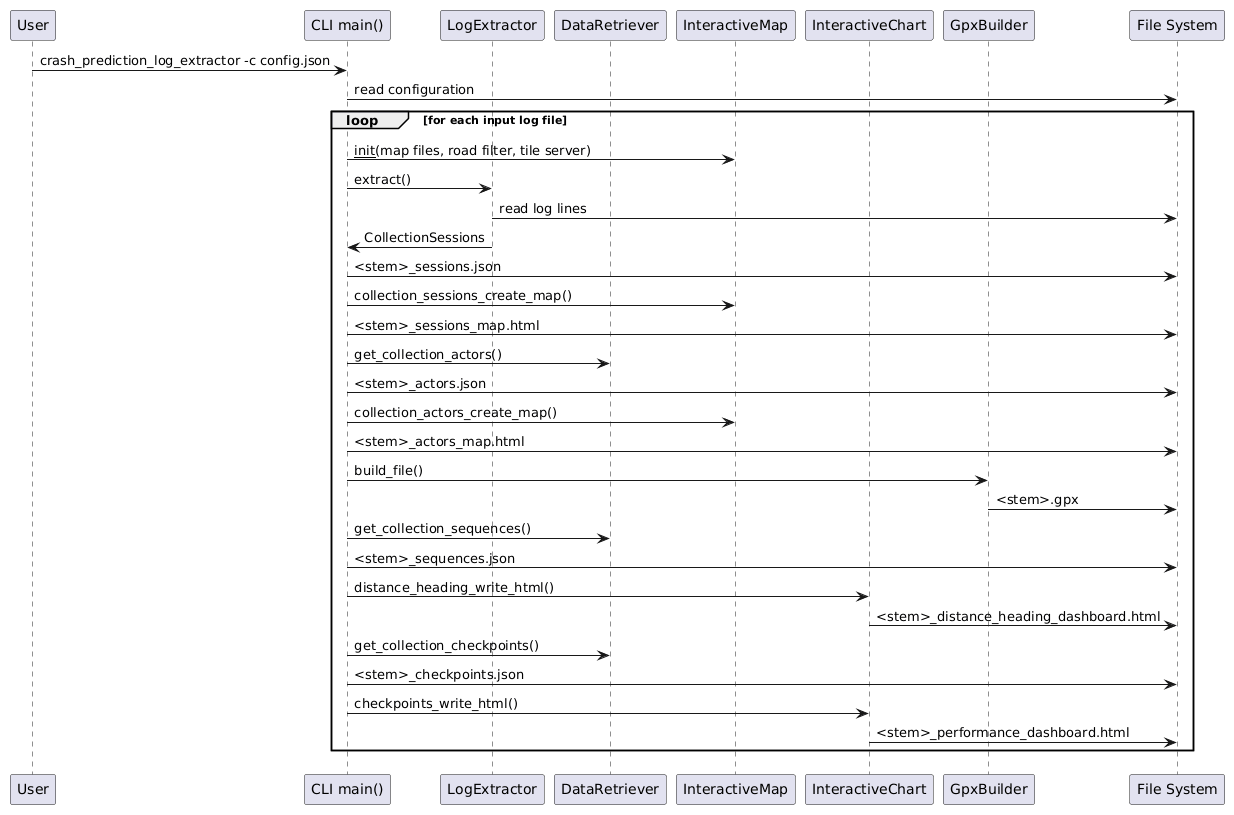 User CLI main() LogExtractor DataRetriever InteractiveMap InteractiveChart GpxBuilder File System
crash_prediction_log_extractor -c config.json
read configuration
loop [for each input log file]
init(map files, road filter, tile server)
extract()
read log lines
CollectionSessions
<stem>_sessions.json
collection_sessions_create_map()
<stem>_sessions_map.html
get_collection_actors()
<stem>_actors.json
collection_actors_create_map()
<stem>_actors_map.html
build_file()
<stem>.gpx
get_collection_sequences()
<stem>_sequences.json
distance_heading_write_html()
<stem>_distance_heading_dashboard.html
get_collection_checkpoints()
<stem>_checkpoints.json
checkpoints_write_html()
<stem>_performance_dashboard.html
User CLI main() LogExtractor DataRetriever InteractiveMap InteractiveChart GpxBuilder File System